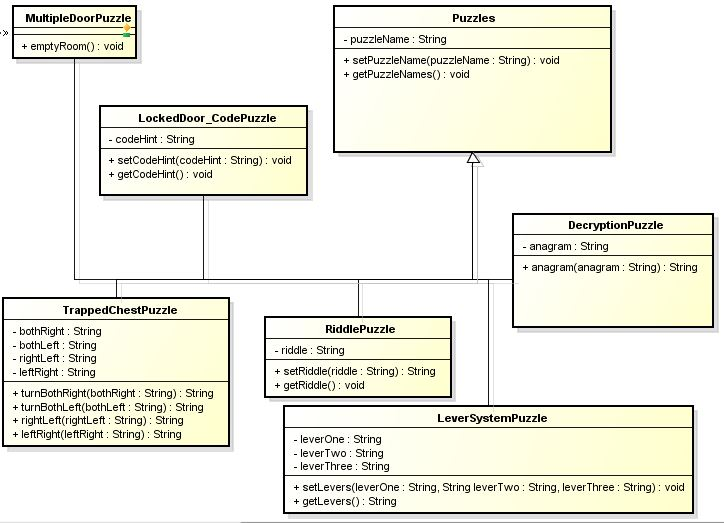 MultipleDoorPuzzle
+ emptyRoom() : void
Puzzles
- puzzleName : String
+ setPuzzleName(puzzleName : String) : void
+ getPuzzleNames() : void
LockedDoor_CodePuzzle
- codeHint : String
+ setCodeHint(codeHint : String) : void
+ getCodeHint() : void
DecryptionPuzzle
- anagram : String
+ anagram(anagram : String) : String
TrappedChestPuzzle
- bothRight : String
- bothLeft : String
- rightLeft : String
- leftRight : String
+ turnBothRight(bothRight : String) : String
+ turnBothLeft(bothLeft : String) : String
+ rightLeft(rightLeft : String) : String
+ leftRight(leftRight : String) : String
RiddlePuzzle
- riddle : String
+ setRiddle(riddle : String) : String
+ getRiddle() : void
LeverSystemPuzzle
- leverOne : String
- leverTwo : String
- leverThree : String
+ setLevers(leverOne : String, String leverTwo : String, leverThree : String) : void
+ getLevers() : String